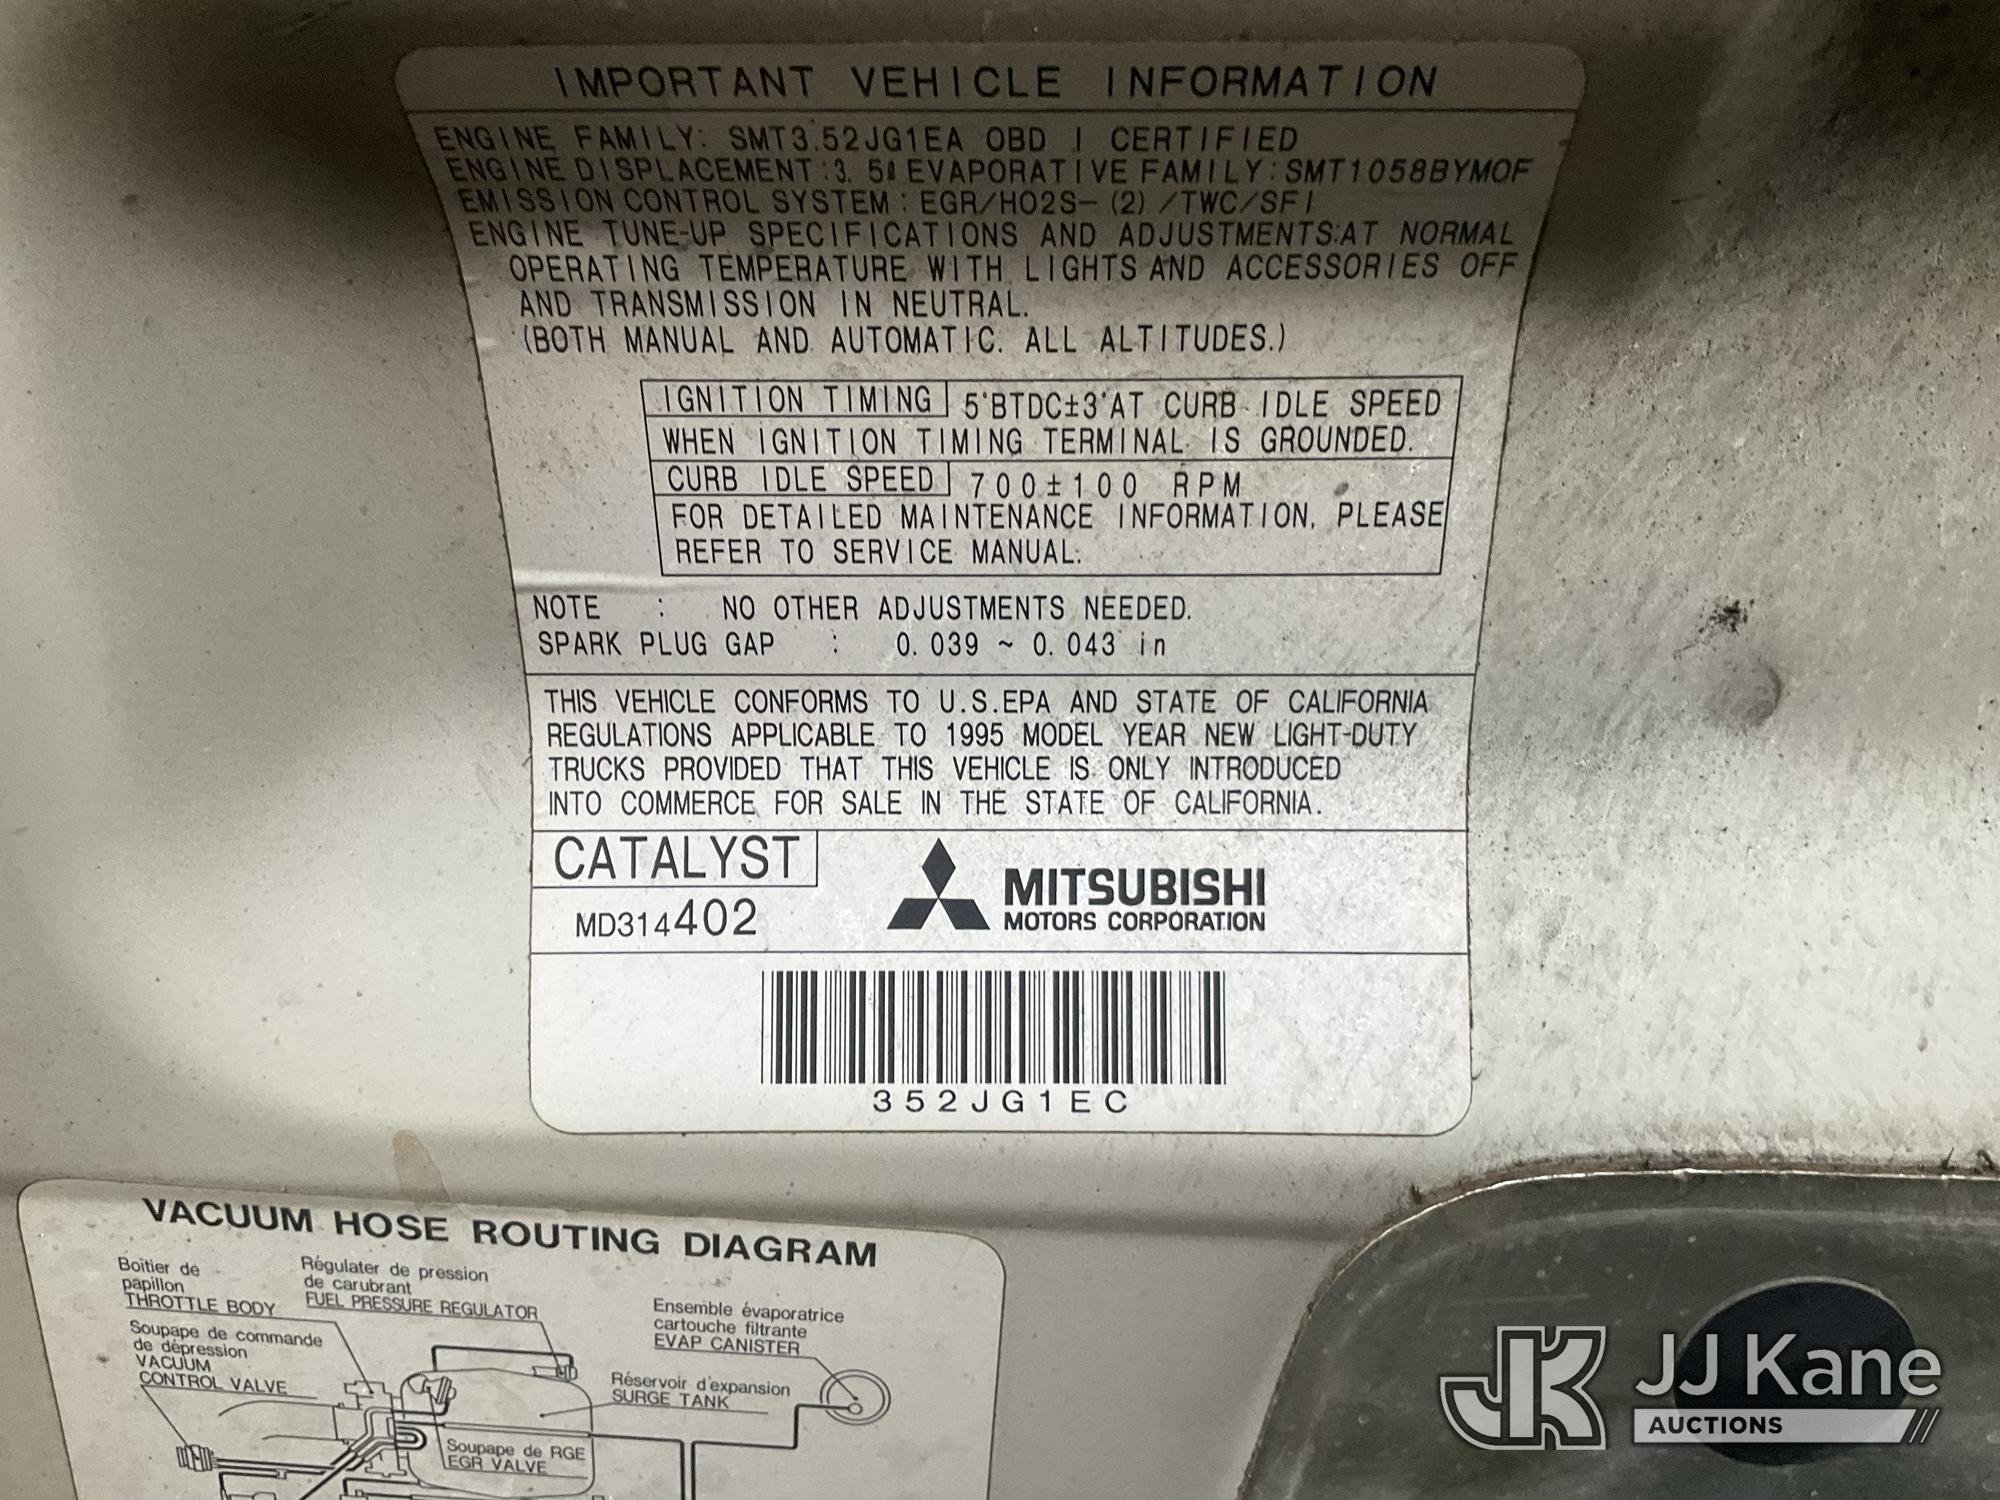 IMPORTANT VEHICLE INFORMATION
ENGINE FAMILY: SMT3.52JG1EA OBD I CERTIFIED
ENGINE DISPLACEMENT:3.5ℓ EVAPORATIVE FAMILY:SMT1058BYMOF
EMISSION CONTROL SYSTEM : EGR/HO2S-(2)/TWC/SFI
ENGINE TUNE-UP SPECIFICATIONS AND ADJUSTMENTS:AT NORMAL
OPERATING TEMPERATURE WITH LIGHTS AND ACCESSORIES OFF
AND TRANSMISSION IN NEUTRAL.
(BOTH MANUAL AND AUTOMATIC. ALL ALTITUDES.)
IGNITION TIMING 5°BTDC±3°AT CURB IDLE SPEED
WHEN IGNITION TIMING TERMINAL IS GROUNDED.
CURB IDLE SPEED 700±100 RPM
FOR DETAILED MAINTENANCE INFORMATION, PLEASE
REFER TO SERVICE MANUAL.
NOTE : NO OTHER ADJUSTMENTS NEEDED.
SPARK PLUG GAP : 0.039 ~ 0.043 in
THIS VEHICLE CONFORMS TO U.S.EPA AND STATE OF CALIFORNIA
REGULATIONS APPLICABLE TO 1995 MODEL YEAR NEW LIGHT-DUTY
TRUCKS PROVIDED THAT THIS VEHICLE IS ONLY INTRODUCED
INTO COMMERCE FOR SALE IN THE STATE OF CALIFORNIA.
CATALYST
MD314402
MITSUBISHI
MOTORS CORPORATION
352JG1EC
VACUUM HOSE ROUTING DIAGRAM
Boîtier de
papillon
THROTTLE BODY
Régulater de pression
de carubrant
FUEL PRESSURE REGULATOR
Ensemble évaporatrice
cartouche filtrante
EVAP CANISTER
Soupape de commande
de dépression
VACUUM
CONTROL VALVE
Réservoir d'expansion
SURGE TANK
Soupape de RGE
EGR VALVE
JK JJ Kane
AUCTIONS